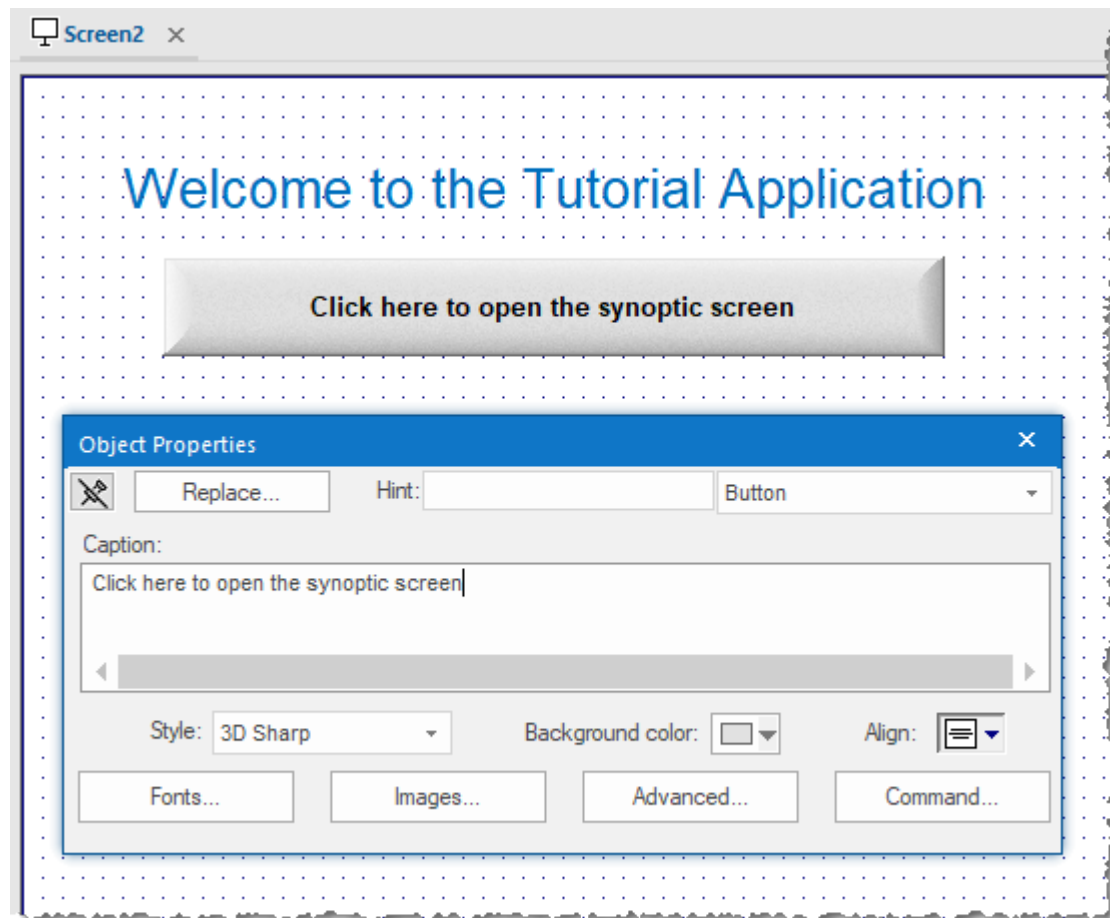 Screen2
Welcome to the Tutorial Application
Click here to open the synoptic screen
Object Properties
Replace... Hint: Button
Caption:
Click here to open the synoptic screen
Style: 3D Sharp Background color: Align:
Fonts... Images... Advanced... Command...